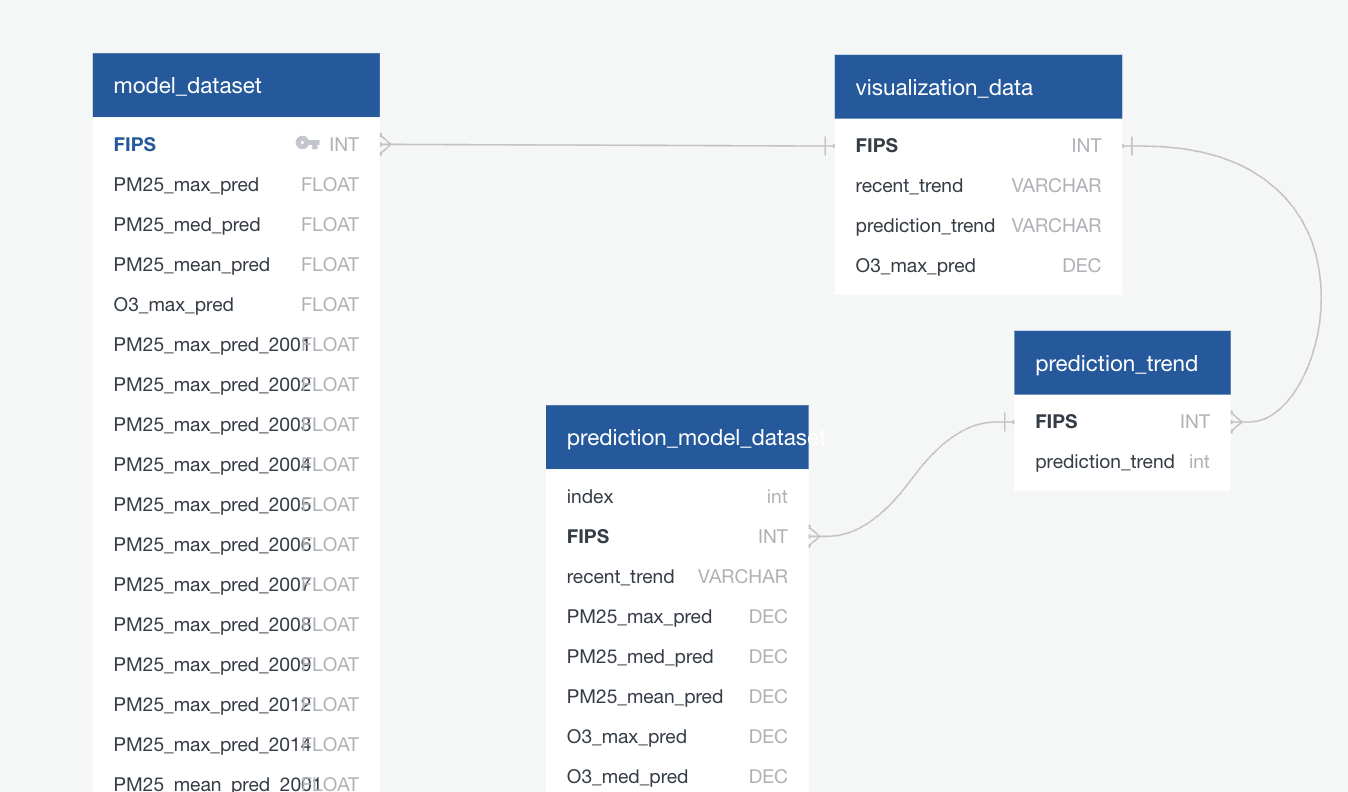 model_dataset
FIPS INT
PM25_max_pred FLOAT
PM25_med_pred FLOAT
PM25_mean_pred FLOAT
O3_max_pred FLOAT
PM25_max_pred_2001 FLOAT
PM25_max_pred_2002 FLOAT
PM25_max_pred_2003 FLOAT
PM25_max_pred_2004 FLOAT
PM25_max_pred_2005 FLOAT
PM25_max_pred_2006 FLOAT
PM25_max_pred_2007 FLOAT
PM25_max_pred_2008 FLOAT
PM25_max_pred_2009 FLOAT
PM25_max_pred_2012 FLOAT
PM25_max_pred_2014 FLOAT
PM25_mean_pred_2001 FLOAT
visualization_data
FIPS INT
recent_trend VARCHAR
prediction_trend VARCHAR
O3_max_pred DEC
prediction_trend
FIPS INT
prediction_trend int
prediction_model_dataset
index int
FIPS INT
recent_trend VARCHAR
PM25_max_pred DEC
PM25_med_pred DEC
PM25_mean_pred DEC
O3_max_pred DEC
O3_med_pred DEC